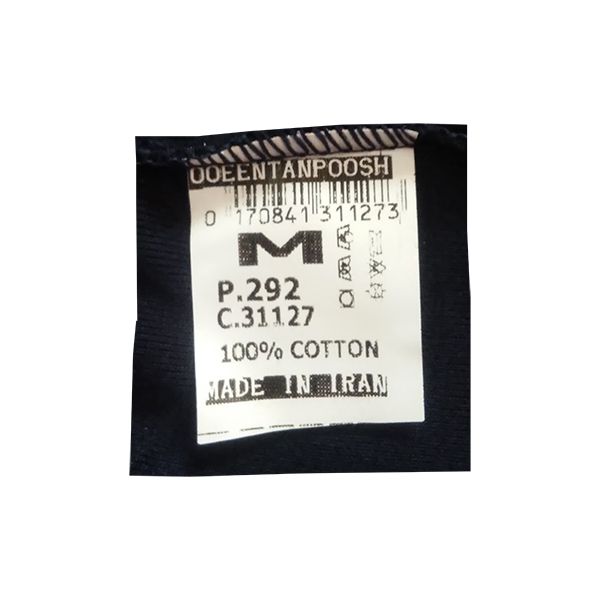 OOEENTANPOOSH
0 170841 311273
M
P.292
C.31127
100% COTTON
MADE IN IRAN